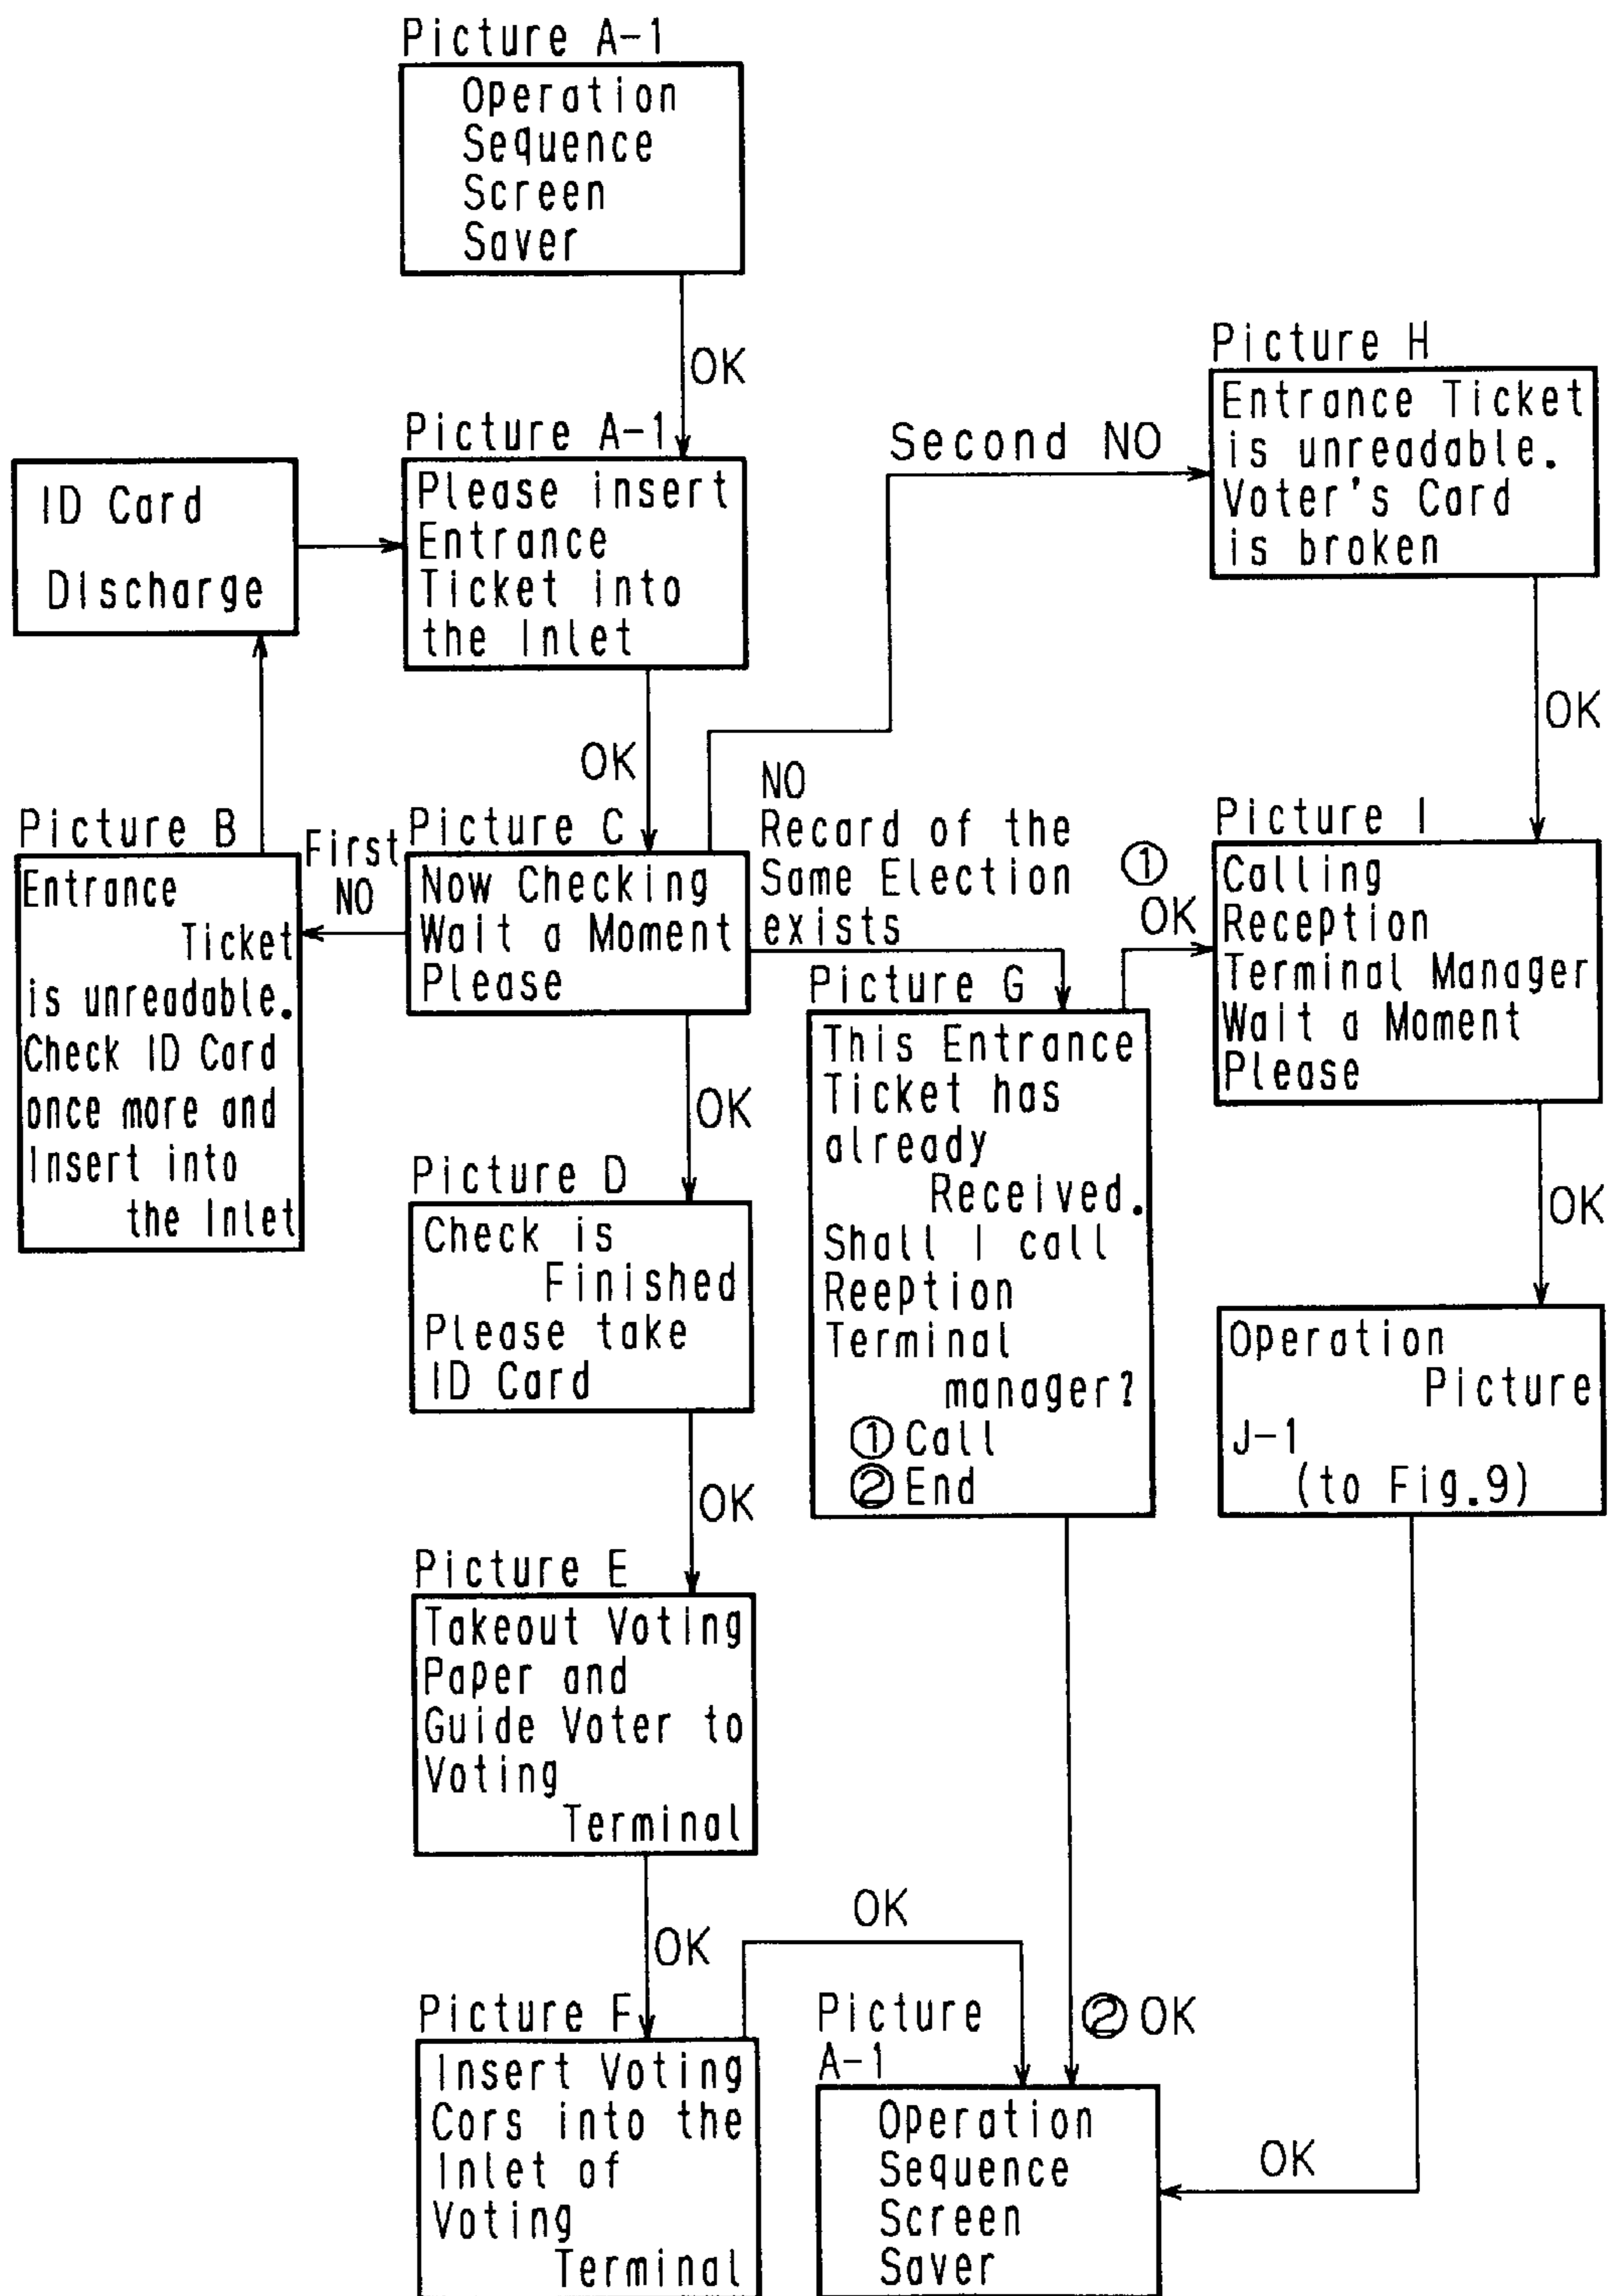 Picture A-1
Operation
Sequence
Screen
Saver
OK
Picture A-1
Please insert
Entrance
Ticket into
the Inlet
ID Card
DIscharge
Second NO
Picture H
Entrance Ticket
is unreadable.
Voter's Card
is broken
OK
OK
Picture B
Entrance
Ticket
is unreadable.
Check ID Card
once more and
Insert into
the Inlet
First
NO
Picture C
Now Checking
Wait a Moment
Please
NO
Record of the
Same Election
exists
① OK
Picture I
Calling
Reception
Terminal Manager
Wait a Moment
Please
OK
Picture G
This Entrance
Ticket has
already
Received.
Shall I call
Reeption
Terminal
manager?
① Call
② End
OK
Picture D
Check is
Finished
Please take
ID Card
OK
Operation
Picture
J-1
(to Fig.9)
Picture E
Takeout Voting
Paper and
Guide Voter to
Voting
Terminal
OK
OK
Picture F
Insert Voting
Cors into the
Inlet of
Voting
Terminal
② OK
Picture
A-1
Operation
Sequence
Screen
Saver
OK